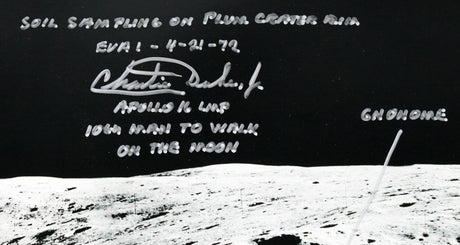 SOIL SAMPLING ON PLUM CRATER RIM
EVA 1 - 4-21-72
Charlie Duke, Jr.
APOLLO 16 LMP
10th MAN TO WALK
ON THE MOON
GNOMONE